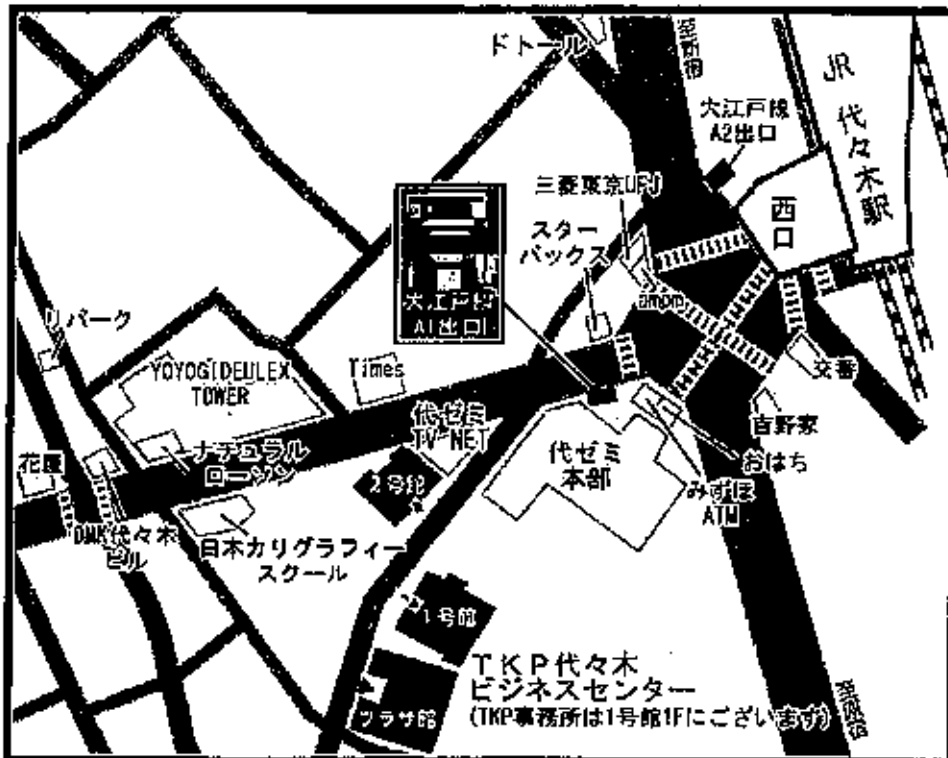 ドトール
至新宿
JR 代々木駅
大江戸線
A2出口
三菱東京UFJ
西口
スター
バックス
大江戸線
A1出口
ampm
リパーク
YOYOGIDEULEX
TOWER
Times
交番
代ゼミ
TV-NET
吉野家
花屋
ナチュラル
ローソン
2号館
代ゼミ
本部
おはち
みずほ
ATM
DMK代々木
ビル
日本カリグラフィー
スクール
1号館
TKP代々木
ビジネスセンター
(TKP事務所は1号館1Fにございます)
プラザ館